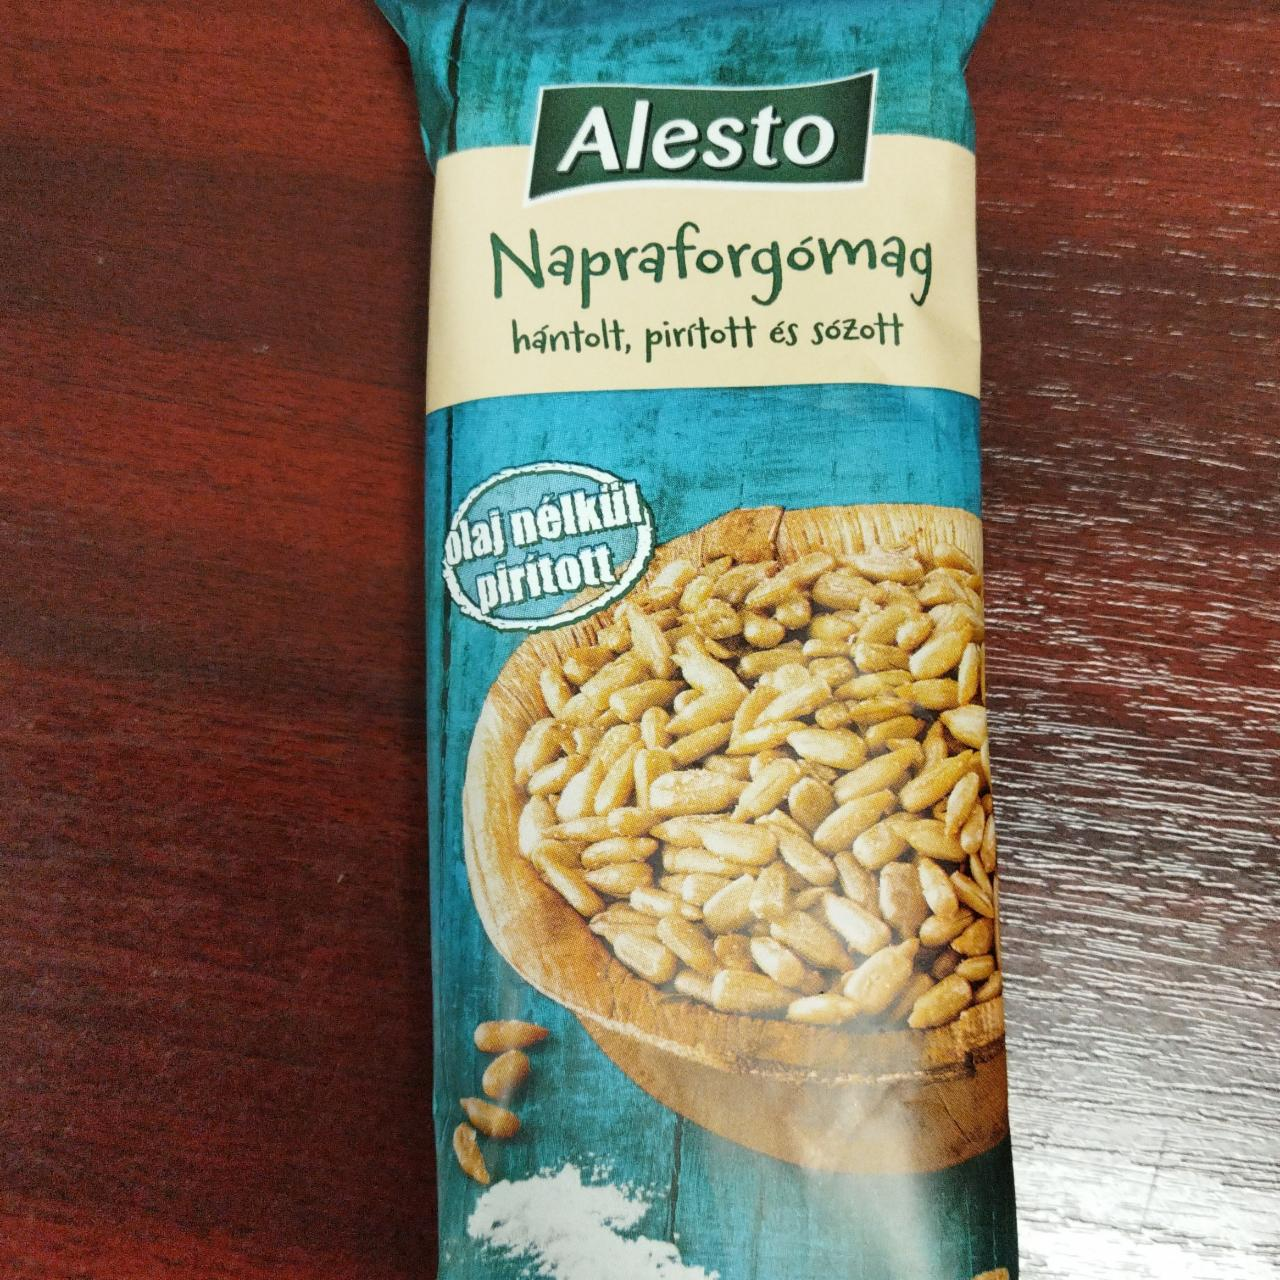 Alesto
Napraforgómag
hántolt, pirított és sózott
olaj nélkül
pirított